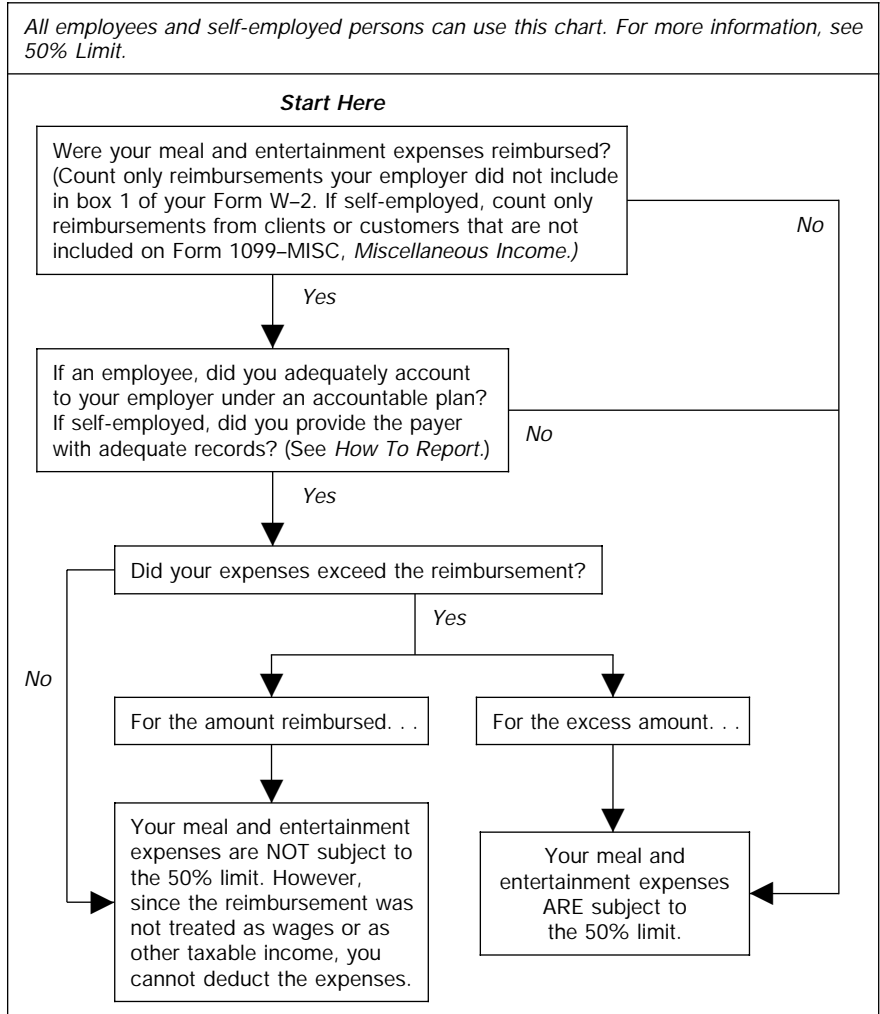 All employees and self-employed persons can use this chart. For more information, see
50% Limit.
Start Here
Were your meal and entertainment expenses reimbursed?
(Count only reimbursements your employer did not include
in box 1 of your Form W–2. If self-employed, count only
reimbursements from clients or customers that are not
included on Form 1099–MISC, Miscellaneous Income.)
No
Yes
If an employee, did you adequately account
to your employer under an accountable plan?
If self-employed, did you provide the payer
with adequate records? (See How To Report.)
No
Yes
Did your expenses exceed the reimbursement?
Yes
No
For the amount reimbursed. . .
For the excess amount. . .
Your meal and entertainment
expenses are NOT subject to
the 50% limit. However,
since the reimbursement was
not treated as wages or as
other taxable income, you
cannot deduct the expenses.
Your meal and
entertainment expenses
ARE subject to
the 50% limit.